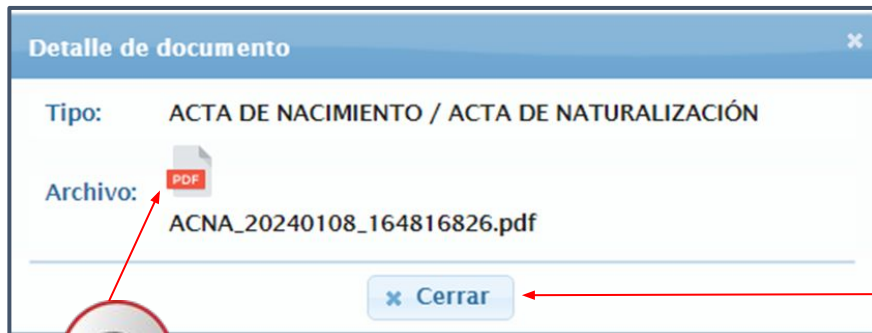 Detalle de documento
Tipo: ACTA DE NACIMIENTO / ACTA DE NATURALIZACIÓN
PDF
Archivo:
ACNA_20240108_164816826.pdf
Cerrar